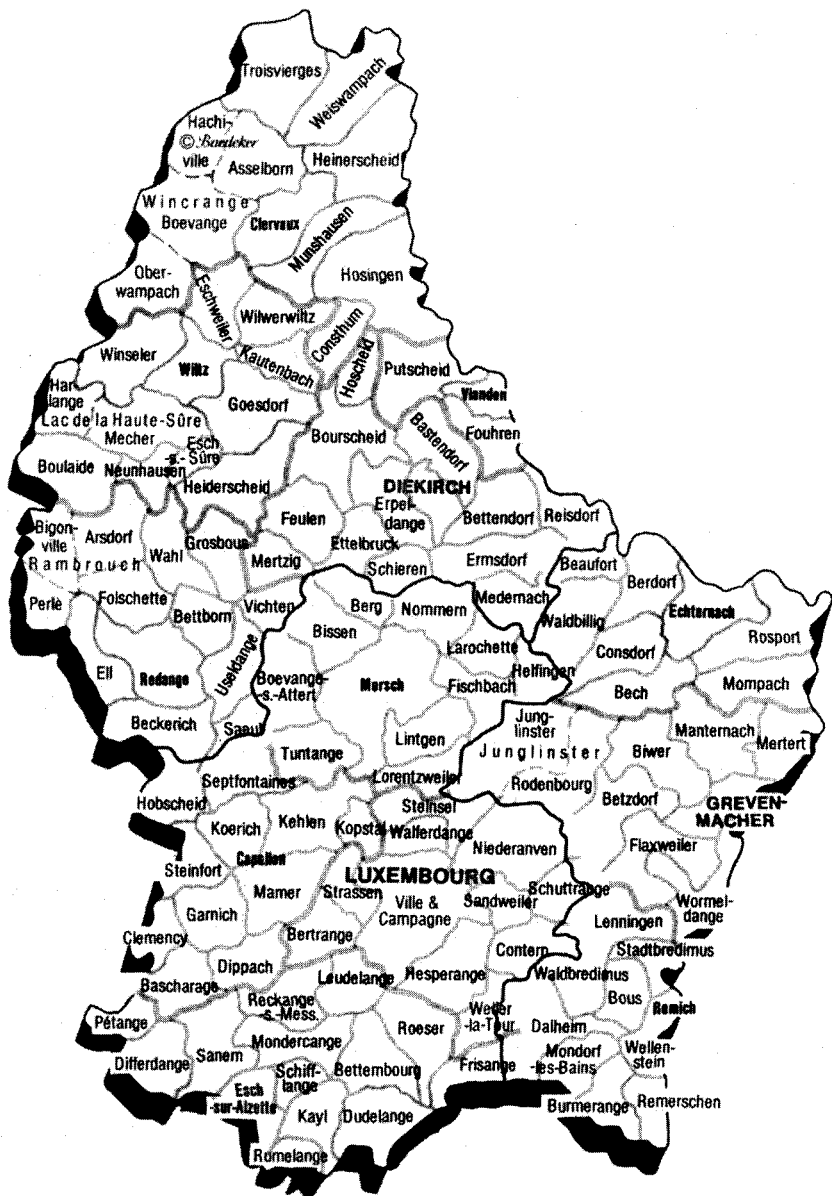 Troisvierges
Weiswampach
Hachi-
© Baedeker
ville
Asselborn
Heinerscheid
Wincrange
Boevange
Clervaux
Munshausen
Ober-
wampach
Eschweiler
Hosingen
Wilwerwiltz
Consthum
Winseler
Wiltz
Kautenbach
Hoscheid
Putscheid
Har-
lange
Goesdorf
Vianden
Lac de la Haute-Sûre
Mecher
Bourscheid
Bastendorf
Fouhren
Esch
-s.- Sûre
Boulaide
Neunhausen
Heiderscheid
DIEKIRCH
Erpel-
dange
Bettendorf
Reisdorf
Feulen
Bigon-
ville
Arsdorf
Wahl
Grosbous
Ettelbruck
Rambrouch
Mertzig
Schieren
Ermsdorf
Beaufort
Berdorf
Perlè
Folschette
Bettborn
Vichten
Berg
Nommern
Medernach
Waldbillig
Echternach
Bissen
Consdorf
Rosport
Larochette
Heffingen
Ell
Redange
Useldange
Boevange-
-s.-Attert
Mersch
Fischbach
Bech
Mompach
Beckerich
Saeul
Jung-
linster
Lintgen
Junglinster
Biwer
Manternach
Mertert
Tuntange
Septfontaines
Lorentzweiler
Rodenbourg
Betzdorf
GREVEN-
MACHER
Hobscheid
Steinsel
Koerich
Kehlen
Kopstal
Walferdange
Niederanven
Flaxweiler
Steinfort
Capellen
LUXEMBOURG
Mamer
Strassen
Ville &
Campagne
Sandweiler
Schuttrange
Garnich
Wormel-
dange
Lenningen
Clemency
Bertrange
Contern
Stadtbredimus
Dippach
Leudelange
Hesperange
Waldbredimus
Bascharage
Bous
Remich
Reckange
-s.-Mess.
Weiler
-la-Tour
Pétange
Roeser
Dalheim
Mondercange
Sanem
Differdange
Schiff-
lange
Bettembourg
Frisange
Mondorf
-les-Bains
Wellen-
stein
Esch
-sur-Alzette
Kayl
Dudelange
Burmerange
Remerschen
Rumelange